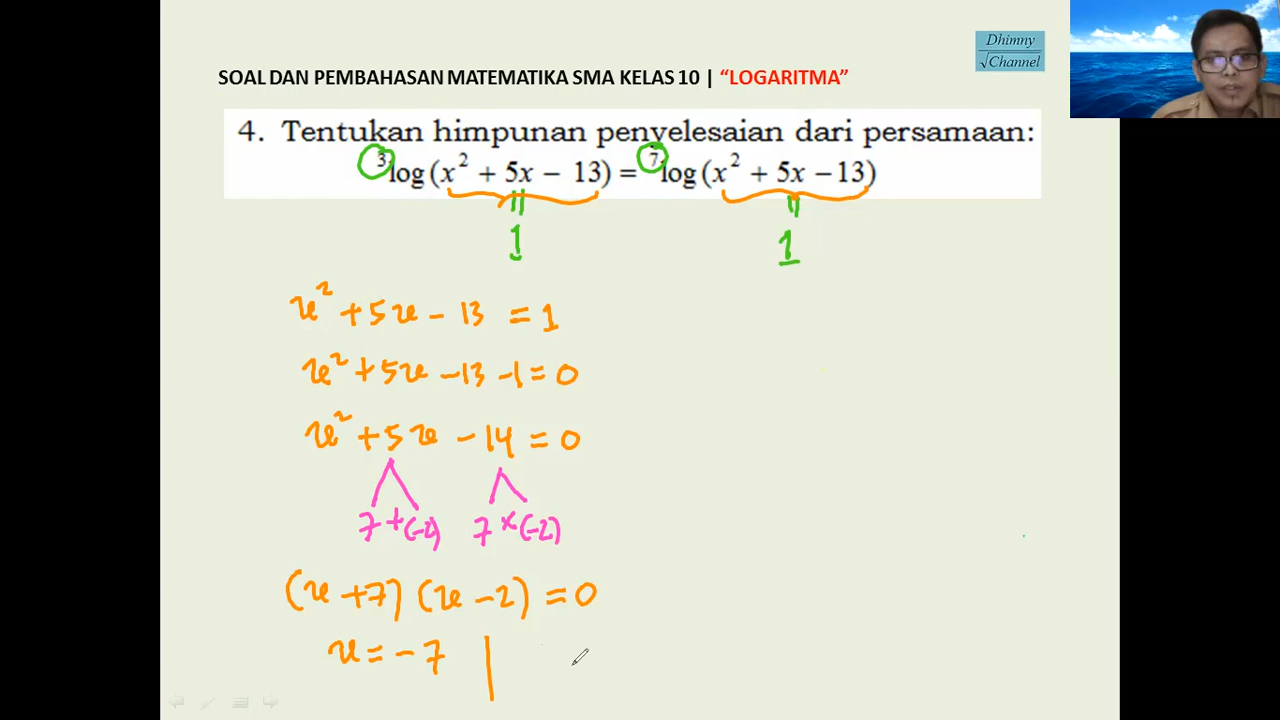 Dhimny
√Channel
SOAL DAN PEMBAHASAN MATEMATIKA SMA KELAS 10 | “LOGARITMA”
4. Tentukan himpunan penyelesaian dari persamaan:
³log(x² + 5x − 13) = ⁷log(x² + 5x − 13)
1 1
x² + 5x − 13 = 1
x² + 5x − 13 − 1 = 0
x² + 5x − 14 = 0
7 + (−2) 7 × (−2)
(x + 7) (x − 2) = 0
x = −7 |